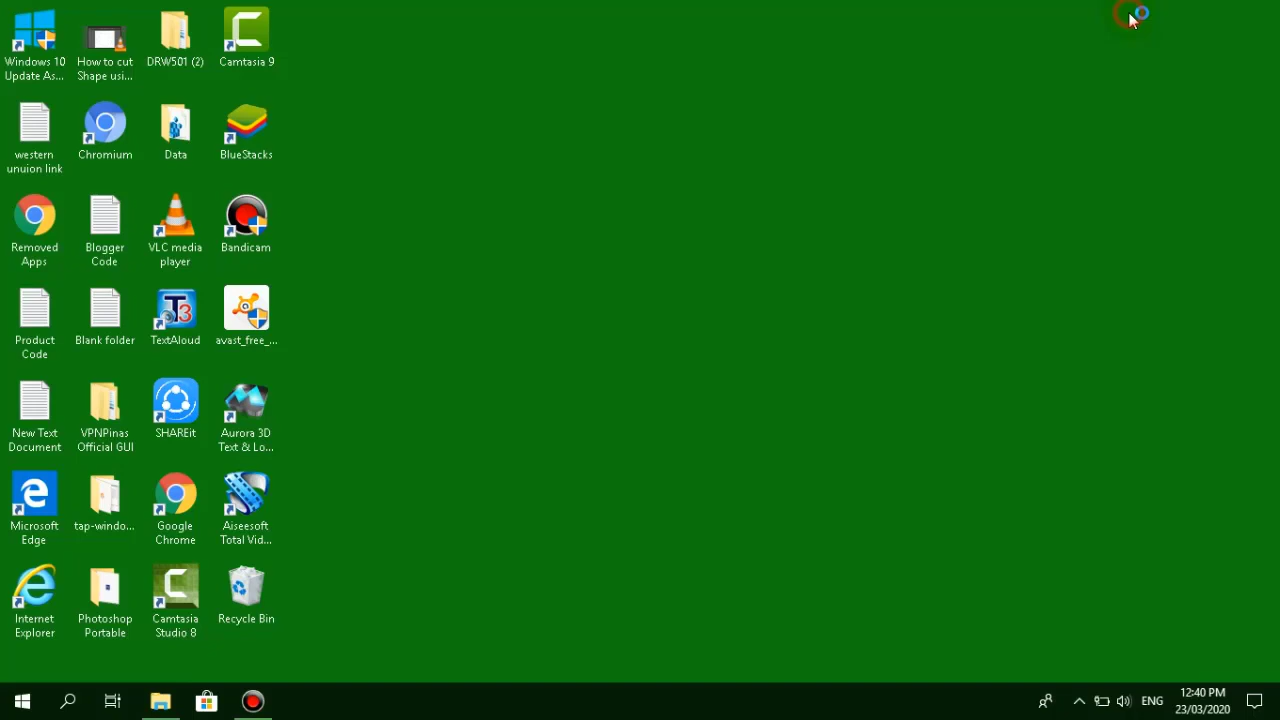 Windows 10
Update As...
How to cut
Shape usi...
DRW501 (2)
Camtasia 9
western
unuion link
Chromium
Data
BlueStacks
Removed
Apps
Blogger
Code
VLC media
player
Bandicam
Product
Code
Blank folder
TextAloud
avast_free_...
New Text
Document
VPNPinas
Official GUI
SHAREit
Aurora 3D
Text & Lo...
Microsoft
Edge
tap-windo...
Google
Chrome
Aiseesoft
Total Vid...
Internet
Explorer
Photoshop
Portable
Camtasia
Studio 8
Recycle Bin
ENG
12:40 PM
23/03/2020